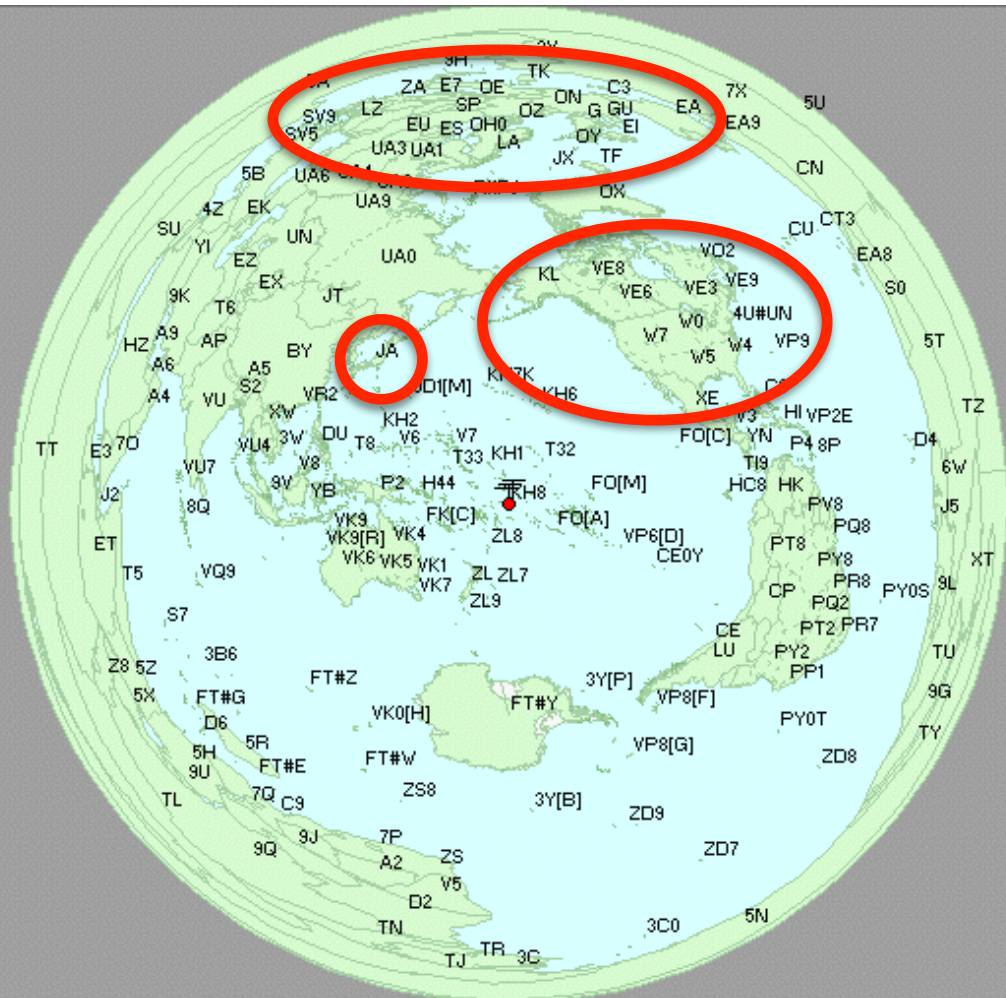 9H
TK
ZA E7 OE C3
7X
LZ SP ON EA 5U
SV9 OZ G GU
EU ES OH0 EI EA9
SV5
UA3 UA1 LA OY
JX TF
CN
5B UA6
OX
UA9
4Z EK
CT3
SU CU
YI UN
VO2
EZ UA0 EA8
KL VE8 VE9
EX VE6 VE3 S0
9K JT
T6 4U#UN
W0
A9 AP W7 VP9 5T
HZ BY JA W4
A6 W5
A5
S2
A4 VU VR2 KH6
XE TZ
XW KH2 V3 HI VP2E
3W DU T8 V6 V7 FO[C] YN P4 8P D4
TT E3 7O VU4 T33 KH1 T32
V8 TI9 6W
VU7
9V YB P2 H44 FO[M] HC8 HK
J2 KH8
8Q PV8 J5
VK9 FK[C] FO[A] PQ8
ET VK9[R] VK4 ZL8 VP6[D] PT8
VK6 VK5 VK1 CE0Y PY8 XT
T5 VQ9 ZL ZL7
VK7 PR8 9L
CP PY0S
ZL9 PQ2
S7
CE PT2 PR7
LU PY2 TU
3B6
Z8 5Z PP1
FT#Z 3Y[P]
5X FT#G VP8[F] 9G
FT#Y
VK0[H] PY0T
D6 TY
5R VP8[G]
5H FT#W ZD8
9U FT#E
7Q ZS8
TL C9 3Y[B]
ZD9
9J 7P
9Q ZD7
A2 ZS
V5
D2
5N
TN 3C0
TR 3C
TJ